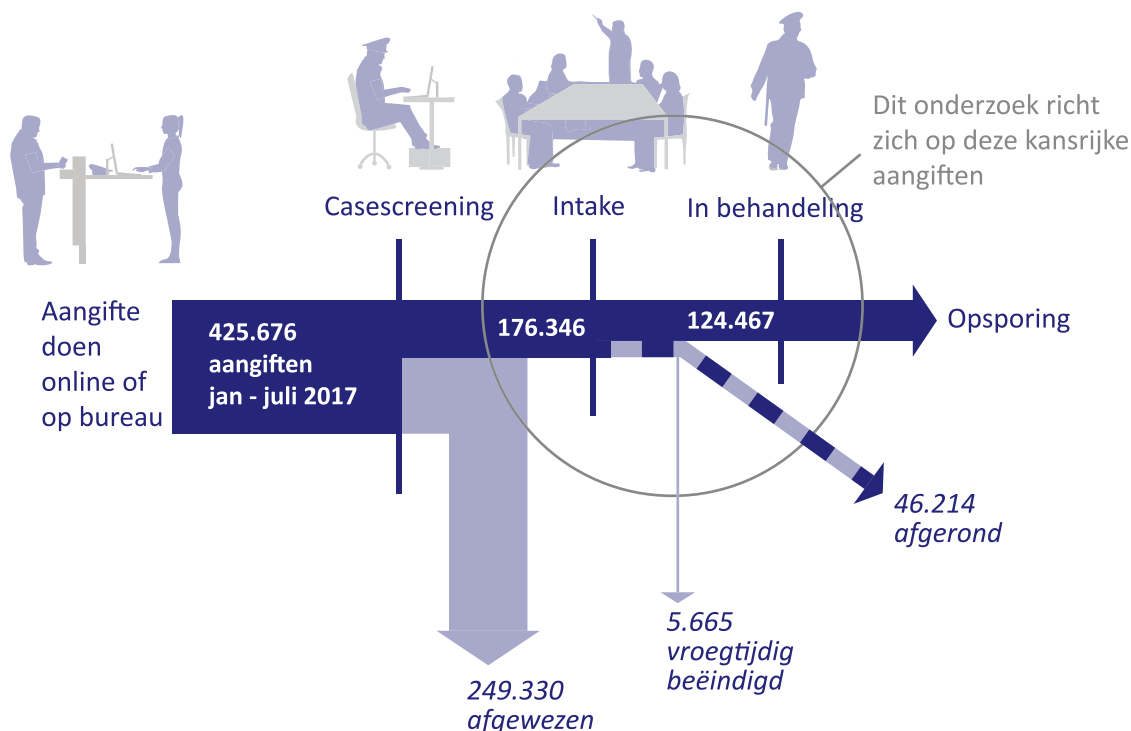 Dit onderzoek richt
zich op deze kansrijke
aangiften
Casescreening
Intake
In behandeling
Aangifte
doen
online of
op bureau
425.676
aangiften
jan - juli 2017
176.346
124.467
Opsporing
46.214
afgerond
5.665
vroegtijdig
beëindigd
249.330
afgewezen